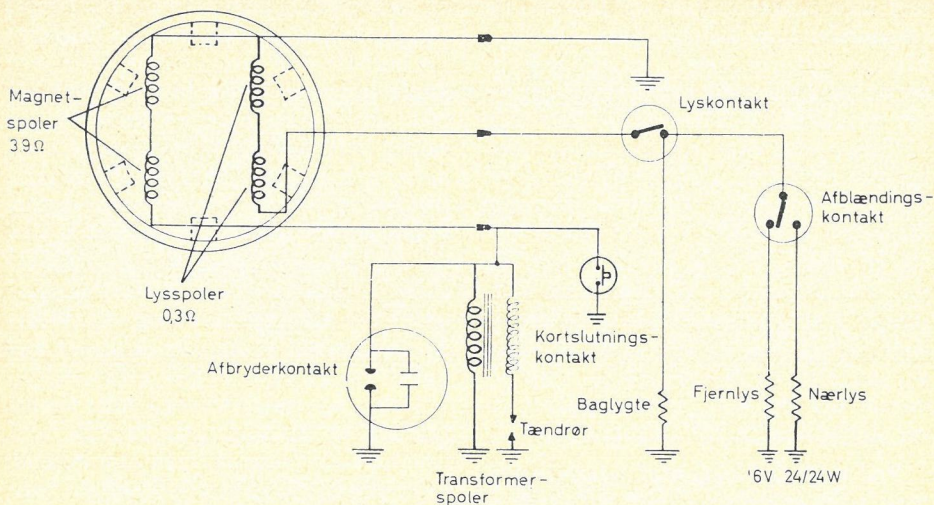 Magnet-
spoler
3.9Ω
Lyskontakt
Afblændings-
kontakt
Lysspoler
0,3Ω
Kortslutnings-
kontakt
Afbryderkontakt
Baglygte
Fjernlys
Nærlys
Tændrør
Transformer-
spoler
6V 24/24W